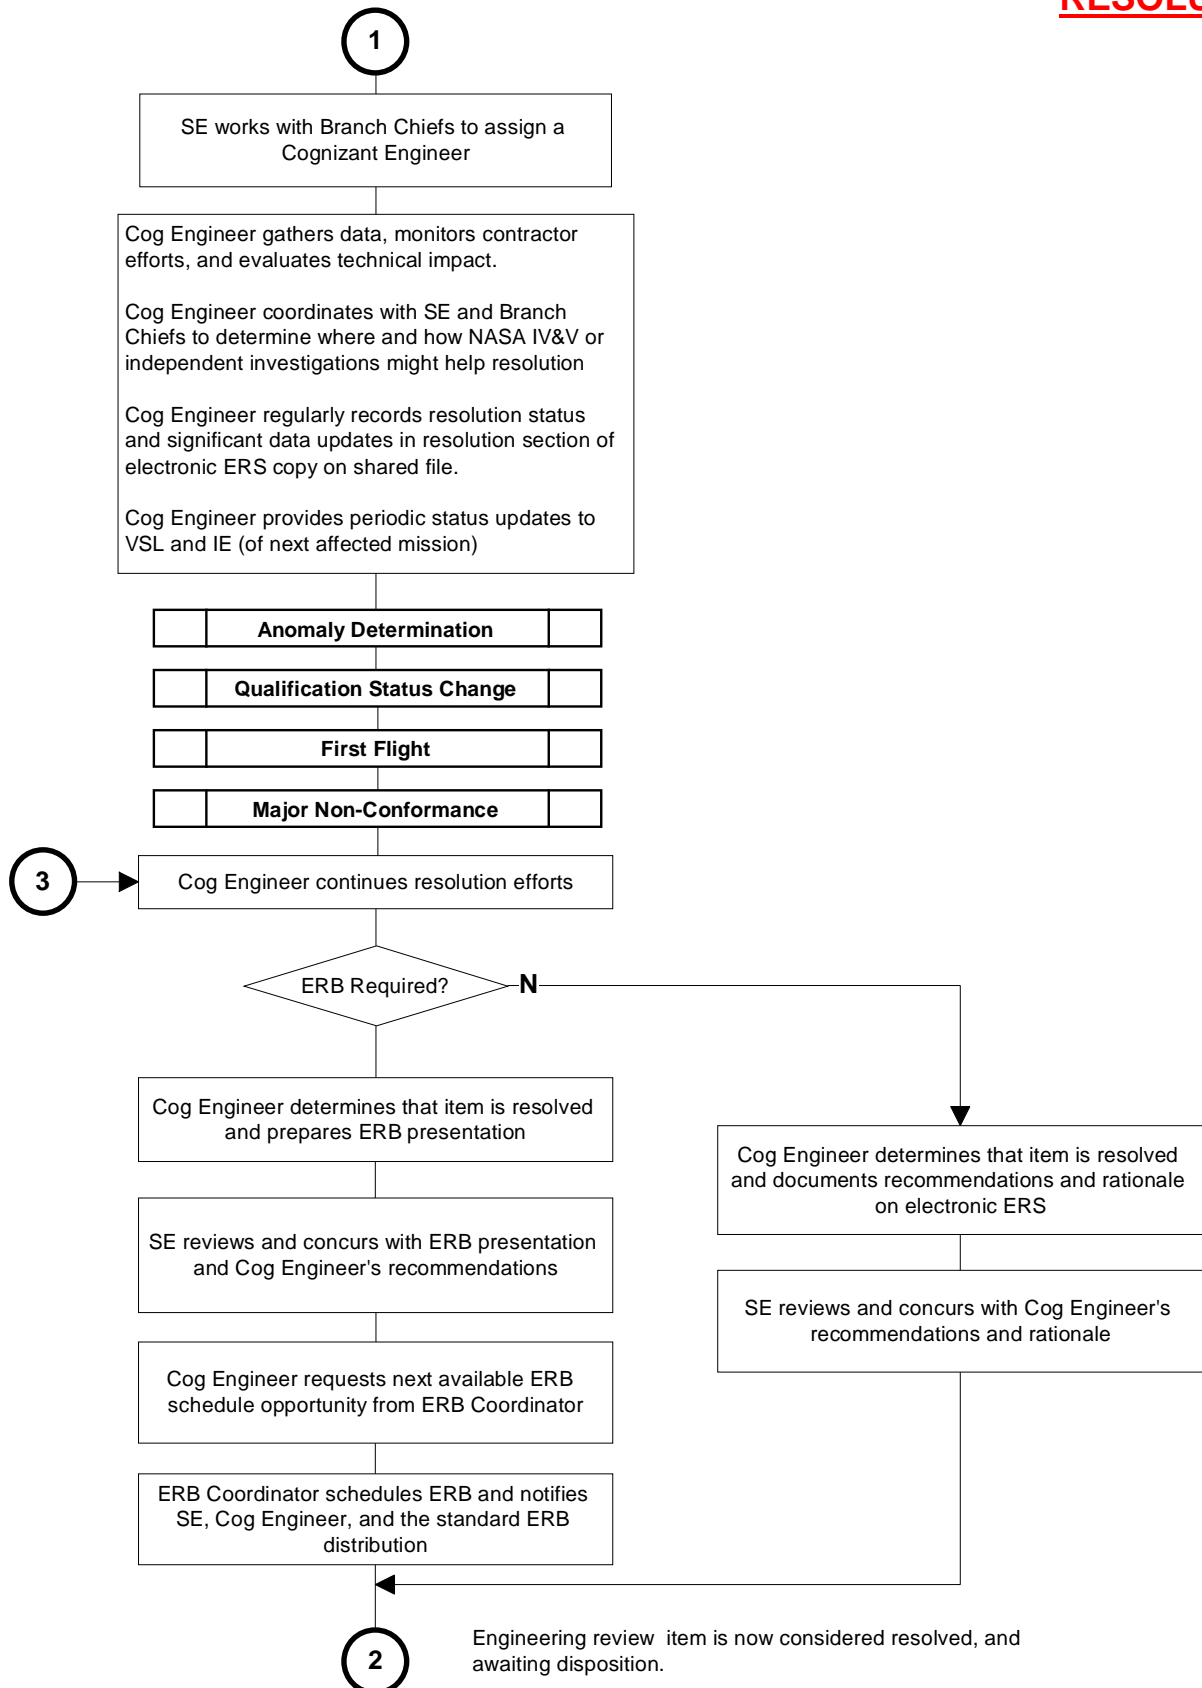 1
SE works with Branch Chiefs to assign a
Cognizant Engineer
Cog Engineer gathers data, monitors contractor
efforts, and evaluates technical impact.
Cog Engineer coordinates with SE and Branch
Chiefs to determine where and how NASA IV&V or
independent investigations might help resolution
Cog Engineer regularly records resolution status
and significant data updates in resolution section of
electronic ERS copy on shared file.
Cog Engineer provides periodic status updates to
VSL and IE (of next affected mission)
Anomaly Determination
Qualification Status Change
First Flight
Major Non-Conformance
3
Cog Engineer continues resolution efforts
ERB Required?
N
Cog Engineer determines that item is resolved
and prepares ERB presentation
SE reviews and concurs with ERB presentation
and Cog Engineer's recommendations
Cog Engineer requests next available ERB
schedule opportunity from ERB Coordinator
ERB Coordinator schedules ERB and notifies
SE, Cog Engineer, and the standard ERB
distribution
Cog Engineer determines that item is resolved
and documents recommendations and rationale
on electronic ERS
SE reviews and concurs with Cog Engineer's
recommendations and rationale
2
Engineering review item is now considered resolved, and
awaiting disposition.